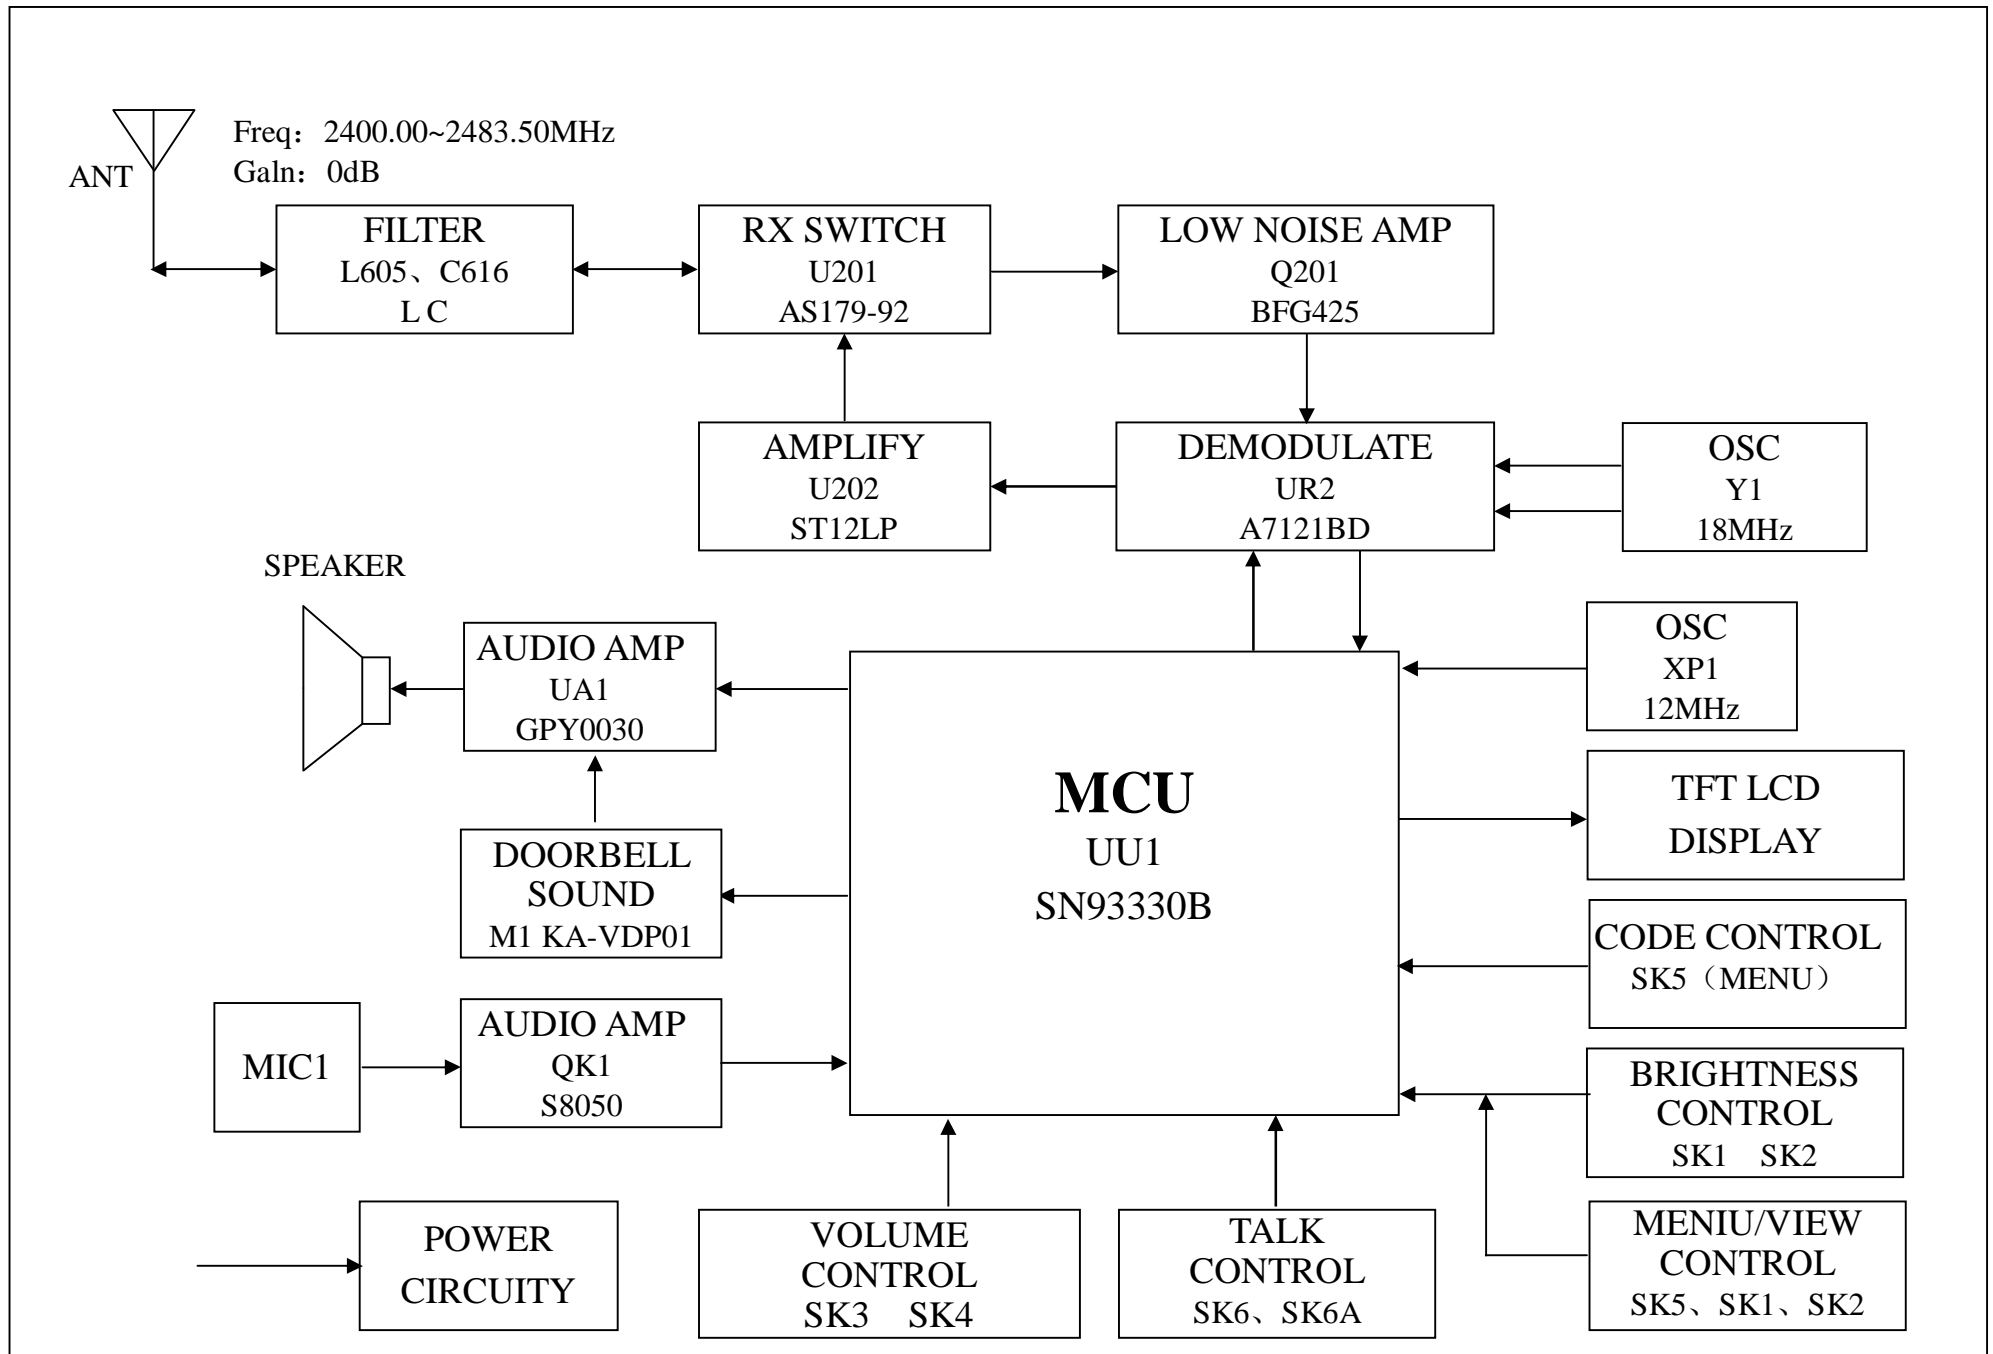 Freq：2400.00~2483.50MHz
ANT
Galn：0dB
FILTER
L605、C616
L C
RX SWITCH
U201
AS179-92
LOW NOISE AMP
Q201
BFG425
AMPLIFY
U202
ST12LP
DEMODULATE
UR2
A7121BD
OSC
Y1
18MHz
SPEAKER
AUDIO AMP
UA1
GPY0030
OSC
XP1
12MHz
MCU
UU1
SN93330B
TFT LCD
DISPLAY
DOORBELL
SOUND
M1 KA-VDP01
CODE CONTROL
SK5（MENU）
MIC1
AUDIO AMP
QK1
S8050
BRIGHTNESS
CONTROL
SK1 SK2
POWER
CIRCUITY
VOLUME
CONTROL
SK3 SK4
TALK
CONTROL
SK6、SK6A
MENIU/VIEW
CONTROL
SK5、SK1、SK2